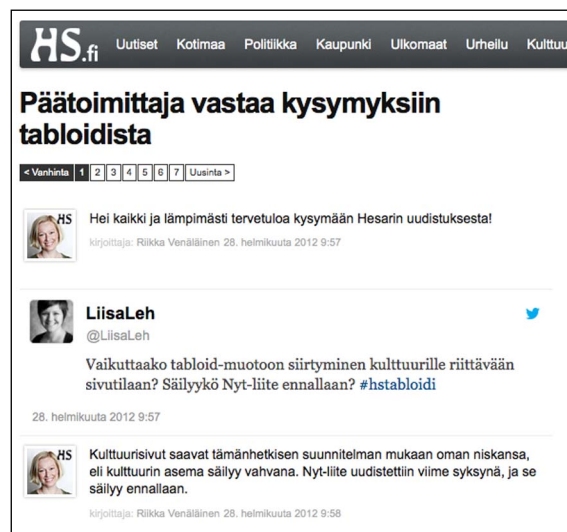 HS.fi Uutiset Kotimaa Politiikka Kaupunki Ulkomaat Urheilu Kulttuu
Päätoimittaja vastaa kysymyksiin
tabloidista
< Vanhinta 1 2 3 4 5 6 7 Uusinta >
HS
Hei kaikki ja lämpimästi tervetuloa kysymään Hesarin uudistuksesta!
kirjoittaja: Riikka Venäläinen 28. helmikuuta 2012 9:57
LiisaLeh
@LiisaLeh
Vaikuttaako tabloid-muotoon siirtyminen kulttuurille riittävään
sivutilaan? Säilyykö Nyt-liite ennallaan? #hstabloidi
28. helmikuuta 2012 9:57
HS
Kulttuurisivut saavat tämänhetkisen suunnitelman mukaan oman niskansa,
eli kulttuurin asema säilyy vahvana. Nyt-liite uudistettiin viime syksynä, ja se
säilyy ennallaan.
kirjoittaja: Riikka Venäläinen 28. helmikuuta 2012 9:58